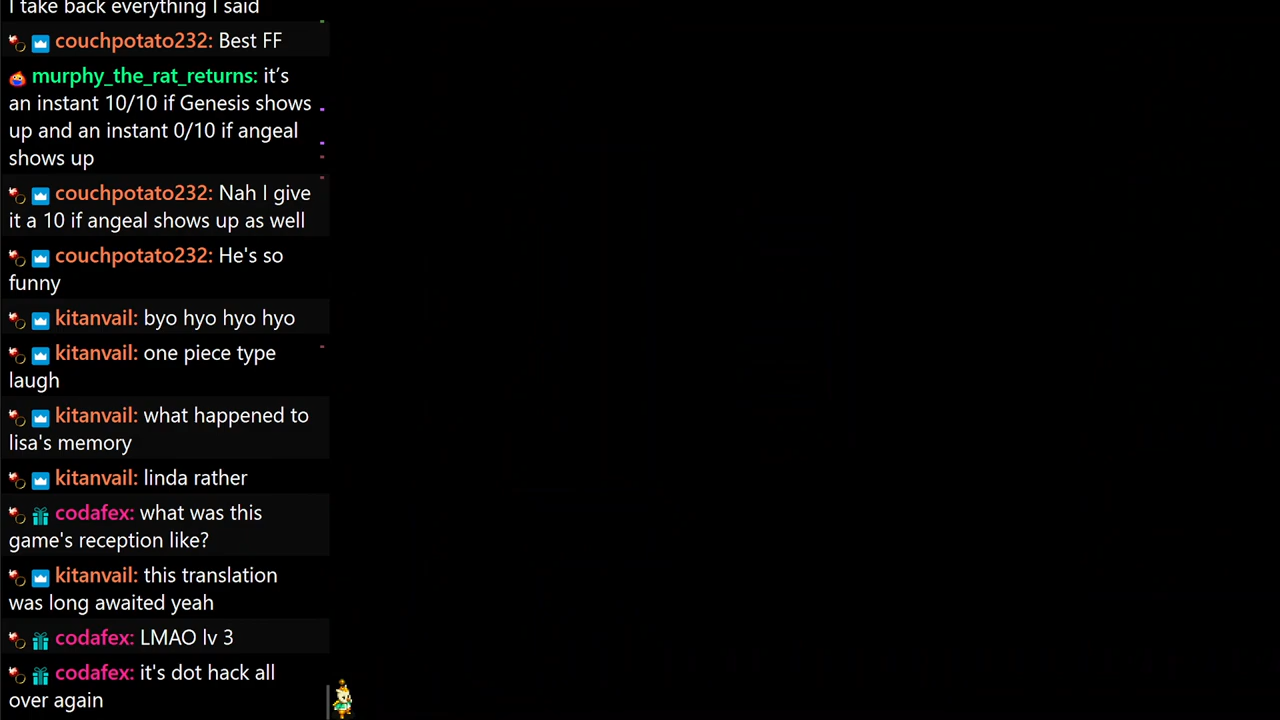 I take back everything I said
couchpotato232: Best FF
murphy_the_rat_returns: it's
an instant 10/10 if Genesis shows
up and an instant 0/10 if angeal
shows up
couchpotato232: Nah I give
it a 10 if angeal shows up as well
couchpotato232: He's so
funny
kitanvail: byo hyo hyo hyo
kitanvail: one piece type
laugh
kitanvail: what happened to
lisa's memory
kitanvail: linda rather
codafex: what was this
game's reception like?
kitanvail: this translation
was long awaited yeah
codafex: LMAO lv 3
codafex: it's dot hack all
over again